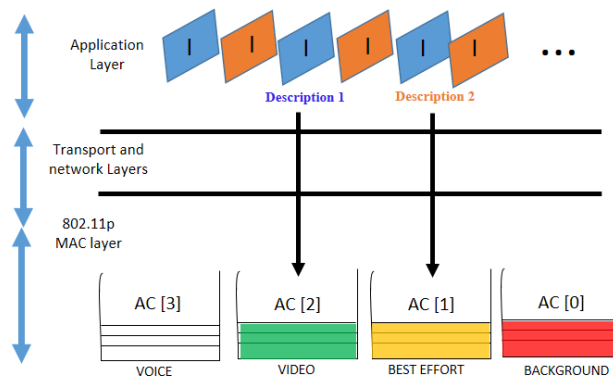 Application
Layer
I I I I I I ...
Description 1 Description 2
Transport and
network Layers
802.11p
MAC layer
AC [3] AC [2] AC [1] AC [0]
VOICE VIDEO BEST EFFORT BACKGROUND